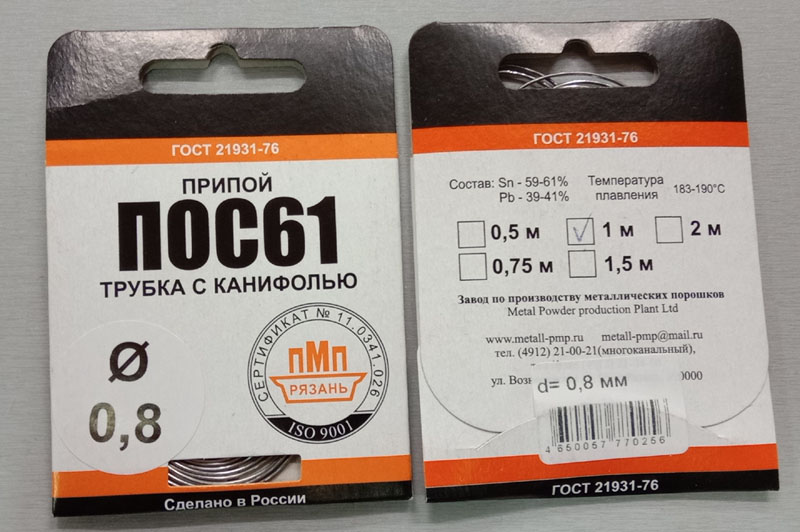 ГОСТ 21931-76
ПРИПОЙ
ПОС61
ТРУБКА С КАНИФОЛЬЮ
Ø
0,8
СЕРТИФИКАТ № 11.0341.026
ПМП
РЯЗАНЬ
ISO 9001
Сделано в России
ГОСТ 21931-76
Состав: Sn - 59-61%
Pb - 39-41%
Температура
плавления
183-190°C
0,5 м
1 м
2 м
0,75 м
1,5 м
Завод по производству металлических порошков
Metal Powder production Plant Ltd
www.metall-pmp.ru metall-pmp@mail.ru
тел. (4912) 21-00-21(многоканальный),
ул.
d= 0,8 мм
4 650057 770256
ГОСТ 21931-76